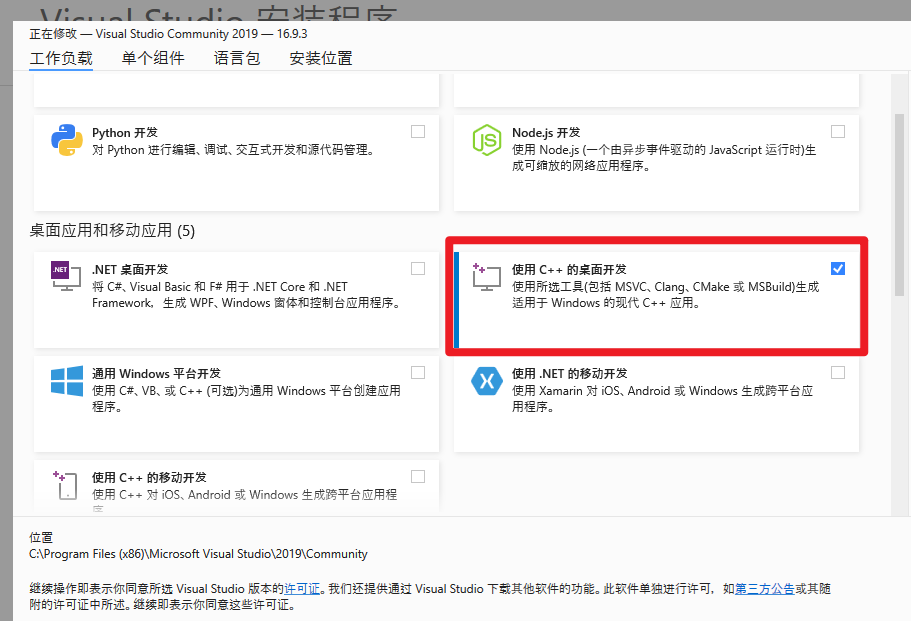 Visual Studio 安装程序
正在修改 — Visual Studio Community 2019 — 16.9.3
工作负载 单个组件 语言包 安装位置
Python 开发
对 Python 进行编辑、调试、交互式开发和源代码管理。
Node.js 开发
使用 Node.js (一个由异步事件驱动的 JavaScript 运行时)生
成可缩放的网络应用程序。
桌面应用和移动应用 (5)
.NET
.NET 桌面开发
将 C#、Visual Basic 和 F# 用于 .NET Core 和 .NET
Framework，生成 WPF、Windows 窗体和控制台应用程序。
使用 C++ 的桌面开发
使用所选工具(包括 MSVC、Clang、CMake 或 MSBuild)生成
适用于 Windows 的现代 C++ 应用。
通用 Windows 平台开发
使用 C#、VB、或 C++ (可选)为通用 Windows 平台创建应用
程序。
使用 .NET 的移动开发
使用 Xamarin 对 iOS、Android 或 Windows 生成跨平台应
用程序。
使用 C++ 的移动开发
使用 C++ 对 iOS、Android 或 Windows 生成跨平台应用程
序。
位置
C:\Program Files (x86)\Microsoft Visual Studio\2019\Community
继续操作即表示你同意所选 Visual Studio 版本的许可证。我们还提供通过 Visual Studio 下载其他软件的功能。此软件单独进行许可，如第三方公告或其随
附的许可证中所述。继续即表示你同意这些许可证。